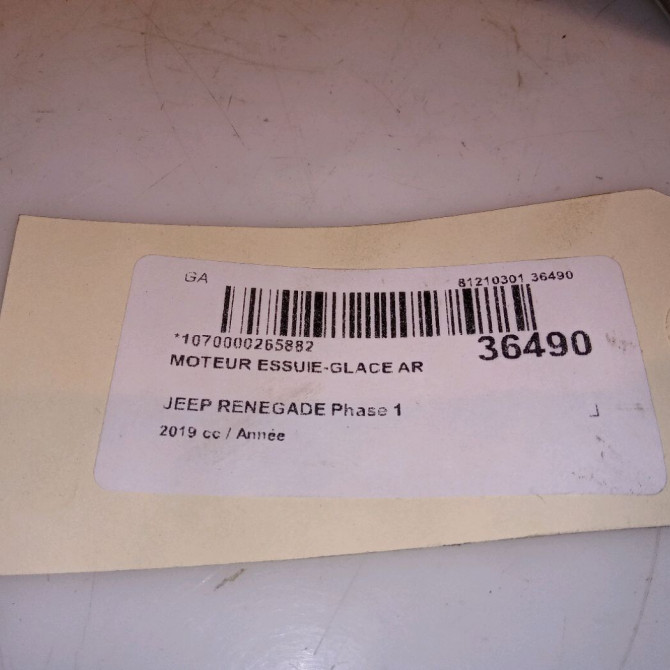 GA
81210301 36490
*1070000265882
36490
MOTEUR ESSUIE-GLACE AR
JEEP RENEGADE Phase 1
2019 cc / Année